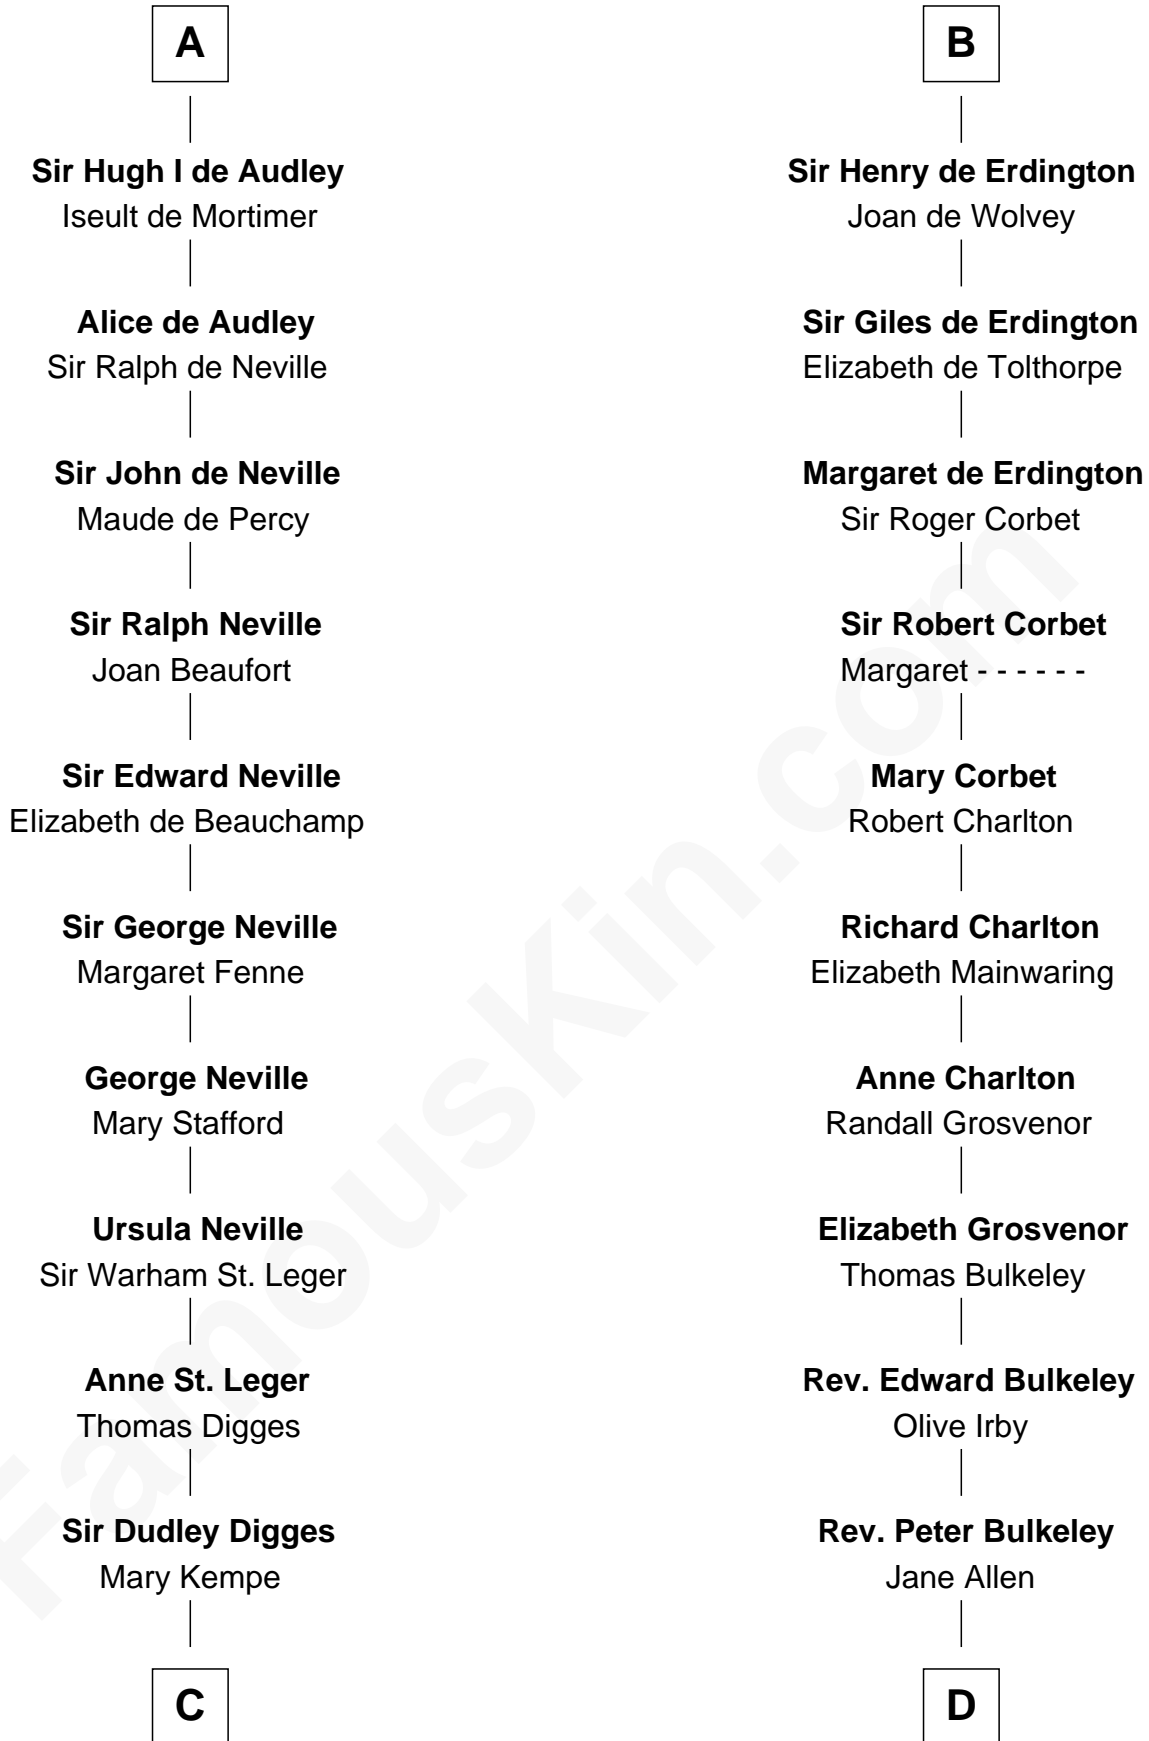 A
Sir Hugh I de Audley
Iseult de Mortimer
Alice de Audley
Sir Ralph de Neville
Sir John de Neville
Maude de Percy
Sir Ralph Neville
Joan Beaufort
Sir Edward Neville
Elizabeth de Beauchamp
Sir George Neville
Margaret Fenne
George Neville
Mary Stafford
Ursula Neville
Sir Warham St. Leger
Anne St. Leger
Thomas Digges
Sir Dudley Digges
Mary Kempe
C
B
Sir Henry de Erdington
Joan de Wolvey
Sir Giles de Erdington
Elizabeth de Tolthorpe
Margaret de Erdington
Sir Roger Corbet
Sir Robert Corbet
Margaret - - - - - -
Mary Corbet
Robert Charlton
Richard Charlton
Elizabeth Mainwaring
Anne Charlton
Randall Grosvenor
Elizabeth Grosvenor
Thomas Bulkeley
Rev. Edward Bulkeley
Olive Irby
Rev. Peter Bulkeley
Jane Allen
D
FamousKin.com